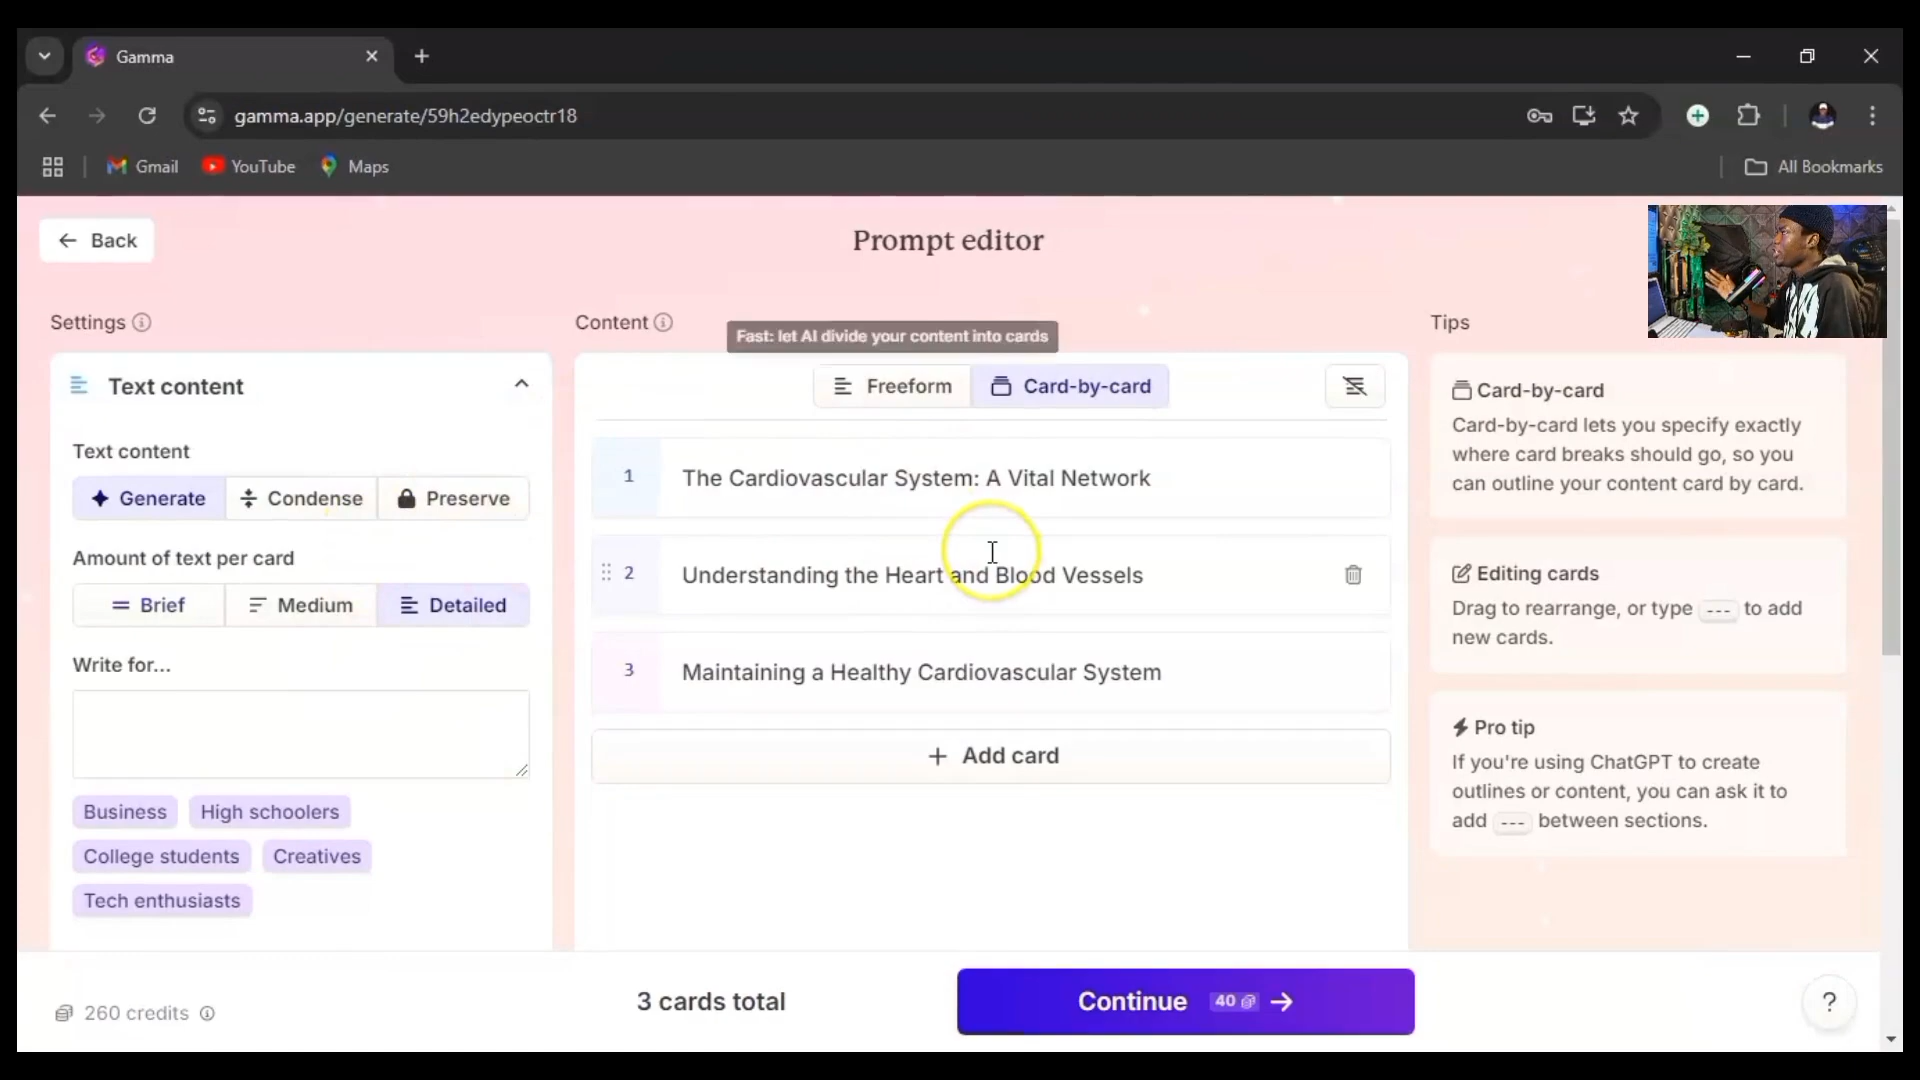 Gamma
gamma.app/generate/59h2edypeoctr18
Gmail
YouTube
Maps
All Bookmarks
Back
Prompt editor
Settings
Content
Tips
Fast: let AI divide your content into cards
Text content
Freeform
Card-by-card
Text content
Generate
Condense
Preserve
Amount of text per card
Brief
Medium
Detailed
Write for...
Business
High schoolers
College students
Creatives
Tech enthusiasts
1
The Cardiovascular System: A Vital Network
2
Understanding the Heart and Blood Vessels
3
Maintaining a Healthy Cardiovascular System
+ Add card
Card-by-card
Card-by-card lets you specify exactly
where card breaks should go, so you
can outline your content card by card.
Editing cards
Drag to rearrange, or type --- to add
new cards.
Pro tip
If you're using ChatGPT to create
outlines or content, you can ask it to
add --- between sections.
260 credits
3 cards total
Continue 40
?